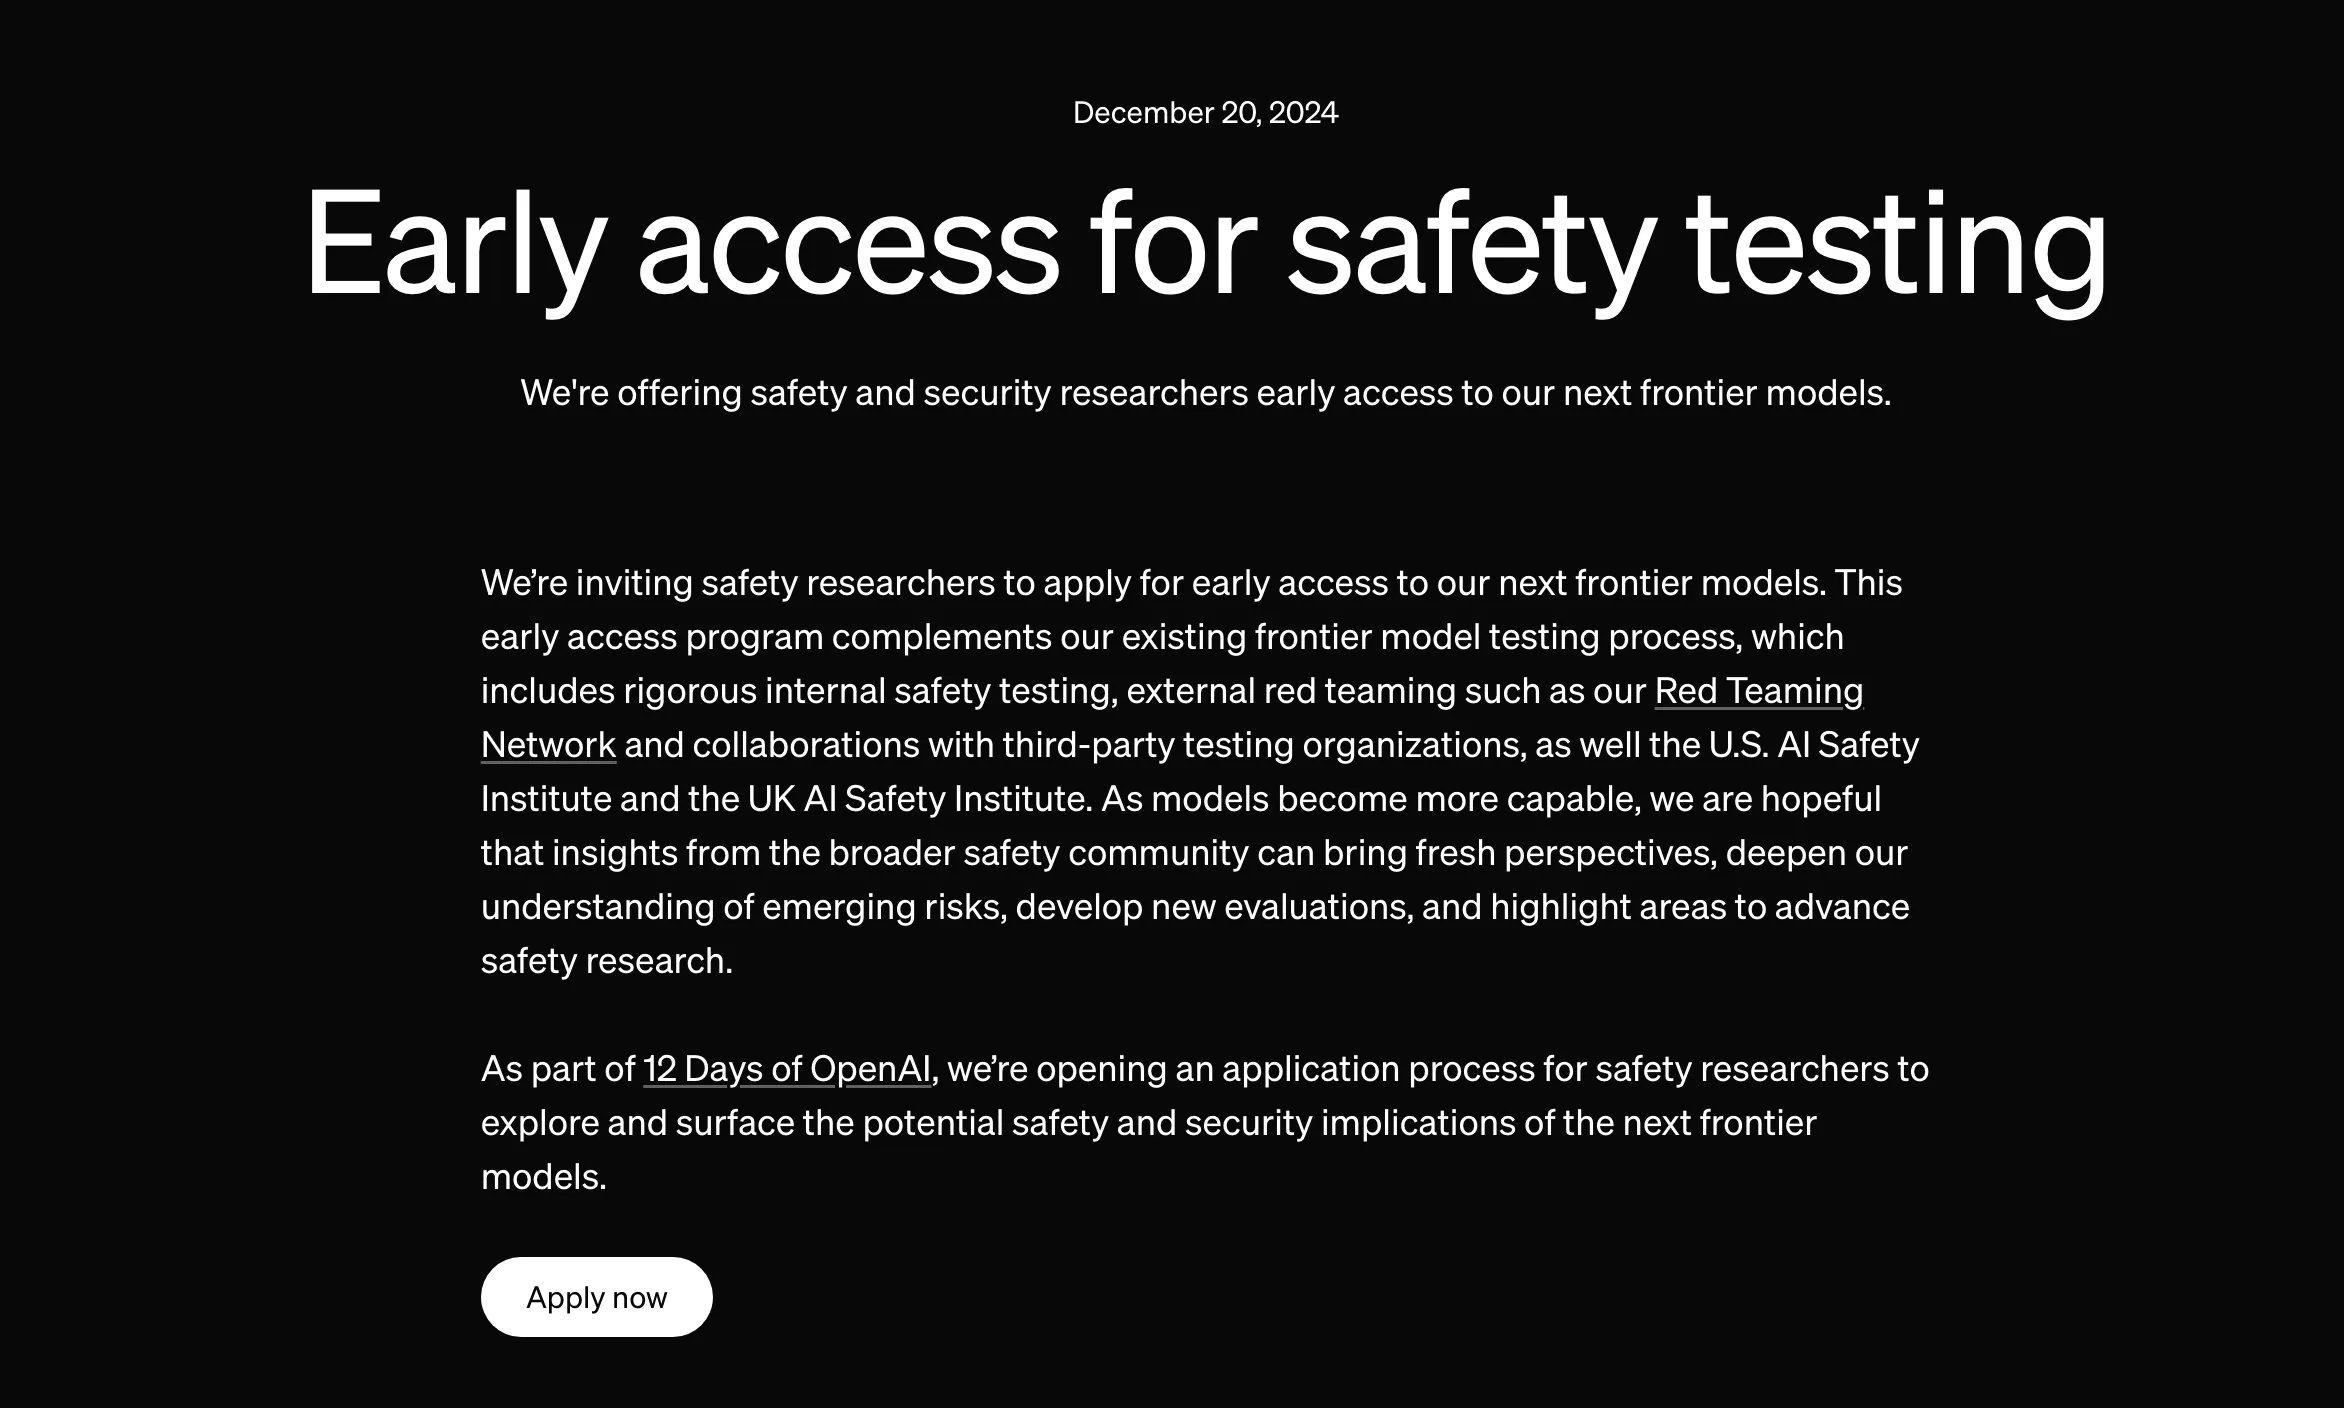 December 20, 2024
Early access for safety testing
We're offering safety and security researchers early access to our next frontier models.
We’re inviting safety researchers to apply for early access to our next frontier models. This
early access program complements our existing frontier model testing process, which
includes rigorous internal safety testing, external red teaming such as our Red Teaming
Network and collaborations with third-party testing organizations, as well the U.S. AI Safety
Institute and the UK AI Safety Institute. As models become more capable, we are hopeful
that insights from the broader safety community can bring fresh perspectives, deepen our
understanding of emerging risks, develop new evaluations, and highlight areas to advance
safety research.
As part of 12 Days of OpenAI, we’re opening an application process for safety researchers to
explore and surface the potential safety and security implications of the next frontier
models.
Apply now